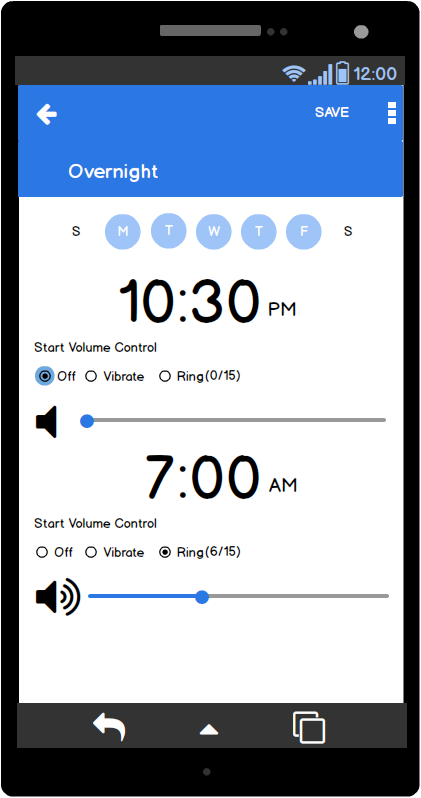 12:00
SAVE
Overnight
S M T W T F S
10:30 PM
Start Volume Control
Off Vibrate Ring(0/15)
7:00 AM
Start Volume Control
Off Vibrate Ring(6/15)